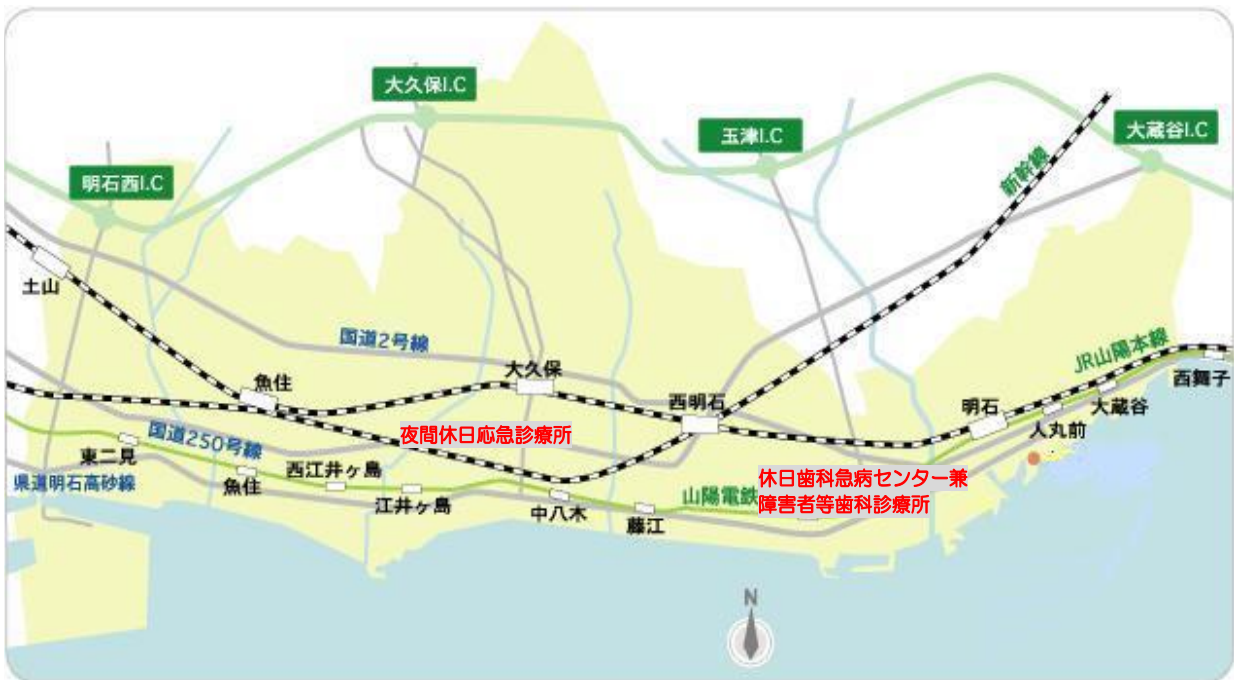 大久保I.C
玉津I.C
大蔵谷I.C
明石西I.C
新幹線
土山
国道2号線
大久保
魚住
西明石
JR山陽本線
西舞子
明石
大蔵谷
人丸前
国道250号線
夜間休日応急診療所
東二見
西江井ヶ島
魚住
県道明石高砂線
江井ヶ島
中八木
藤江
山陽電鉄
休日歯科急病センター兼
障害者等歯科診療所
N